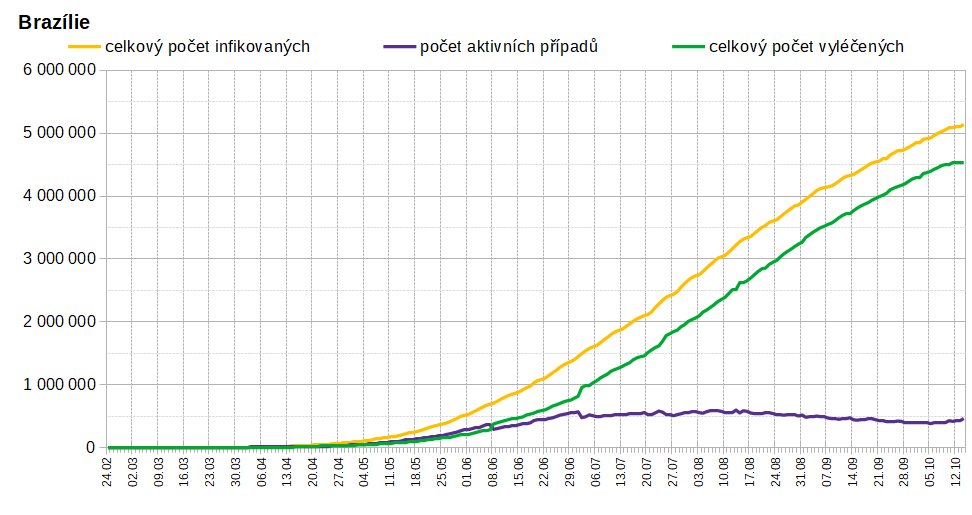 Brazílie
celkový počet infikovaných počet aktivních případů celkový počet vyléčených
6 000 000
5 000 000
4 000 000
3 000 000
2 000 000
1 000 000
0
24.02 02.03 09.03 16.03 23.03 30.03 06.04 13.04 20.04 27.04 04.05 11.05 18.05 25.05 01.06 08.06 15.06 22.06 29.06 06.07 13.07 20.07 27.07 03.08 10.08 17.08 24.08 31.08 07.09 14.09 21.09 28.09 05.10 12.10